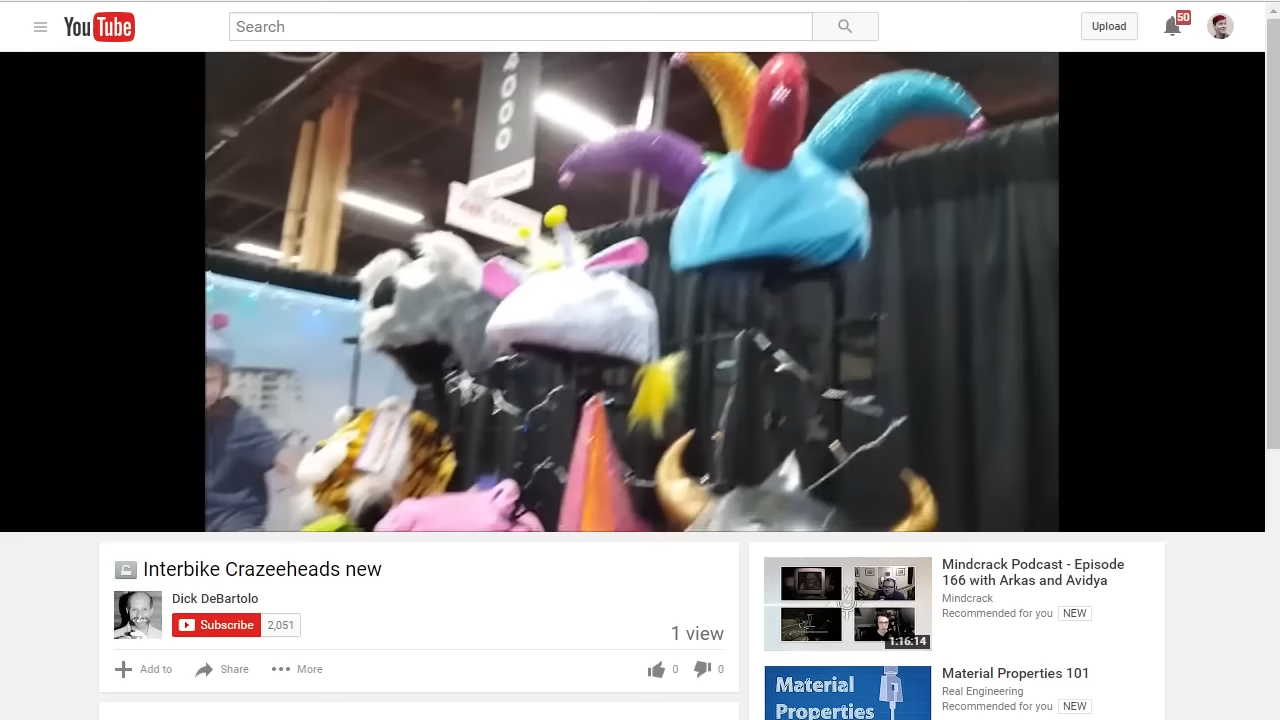 YouTube
Search
Upload
50
4000
Interbike Crazeeheads new
Dick DeBartolo
Subscribe 2,051
1 view
Add to Share More 0 0
1:16:14
Mindcrack Podcast - Episode
166 with Arkas and Avidya
Mindcrack
Recommended for you NEW
Material
Properties
Material Properties 101
Real Engineering
Recommended for you NEW